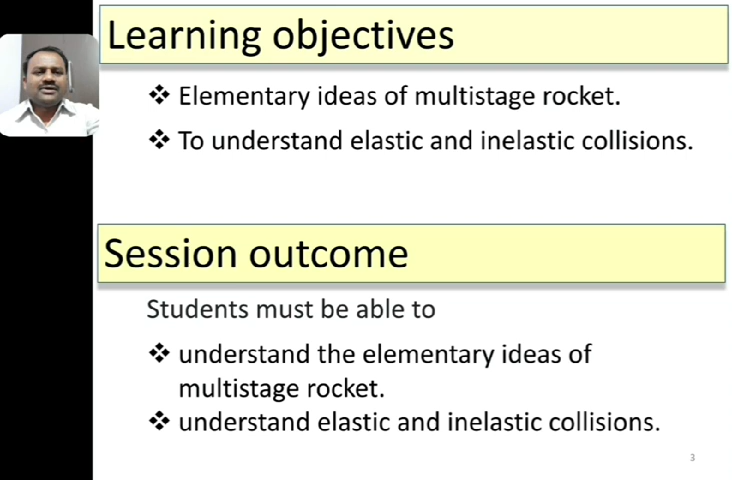 Learning objectives
❖ Elementary ideas of multistage rocket.
❖ To understand elastic and inelastic collisions.
Session outcome
Students must be able to
❖ understand the elementary ideas of
multistage rocket.
❖ understand elastic and inelastic collisions.
3